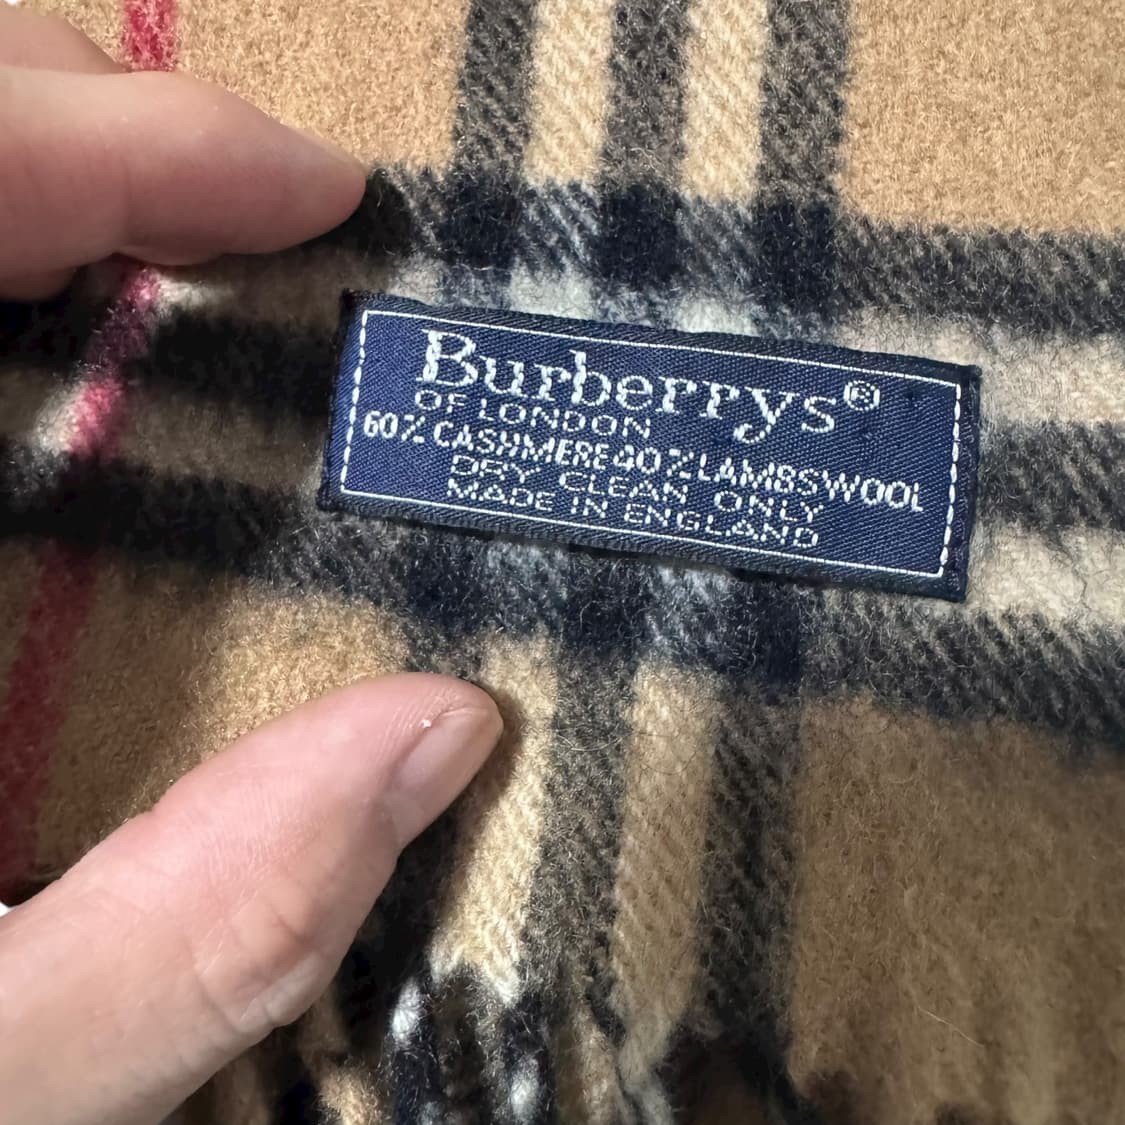 Burberrys®
OF LONDON
60% CASHMERE 40% LAMBSWOOL
DRY CLEAN ONLY
MADE IN ENGLAND